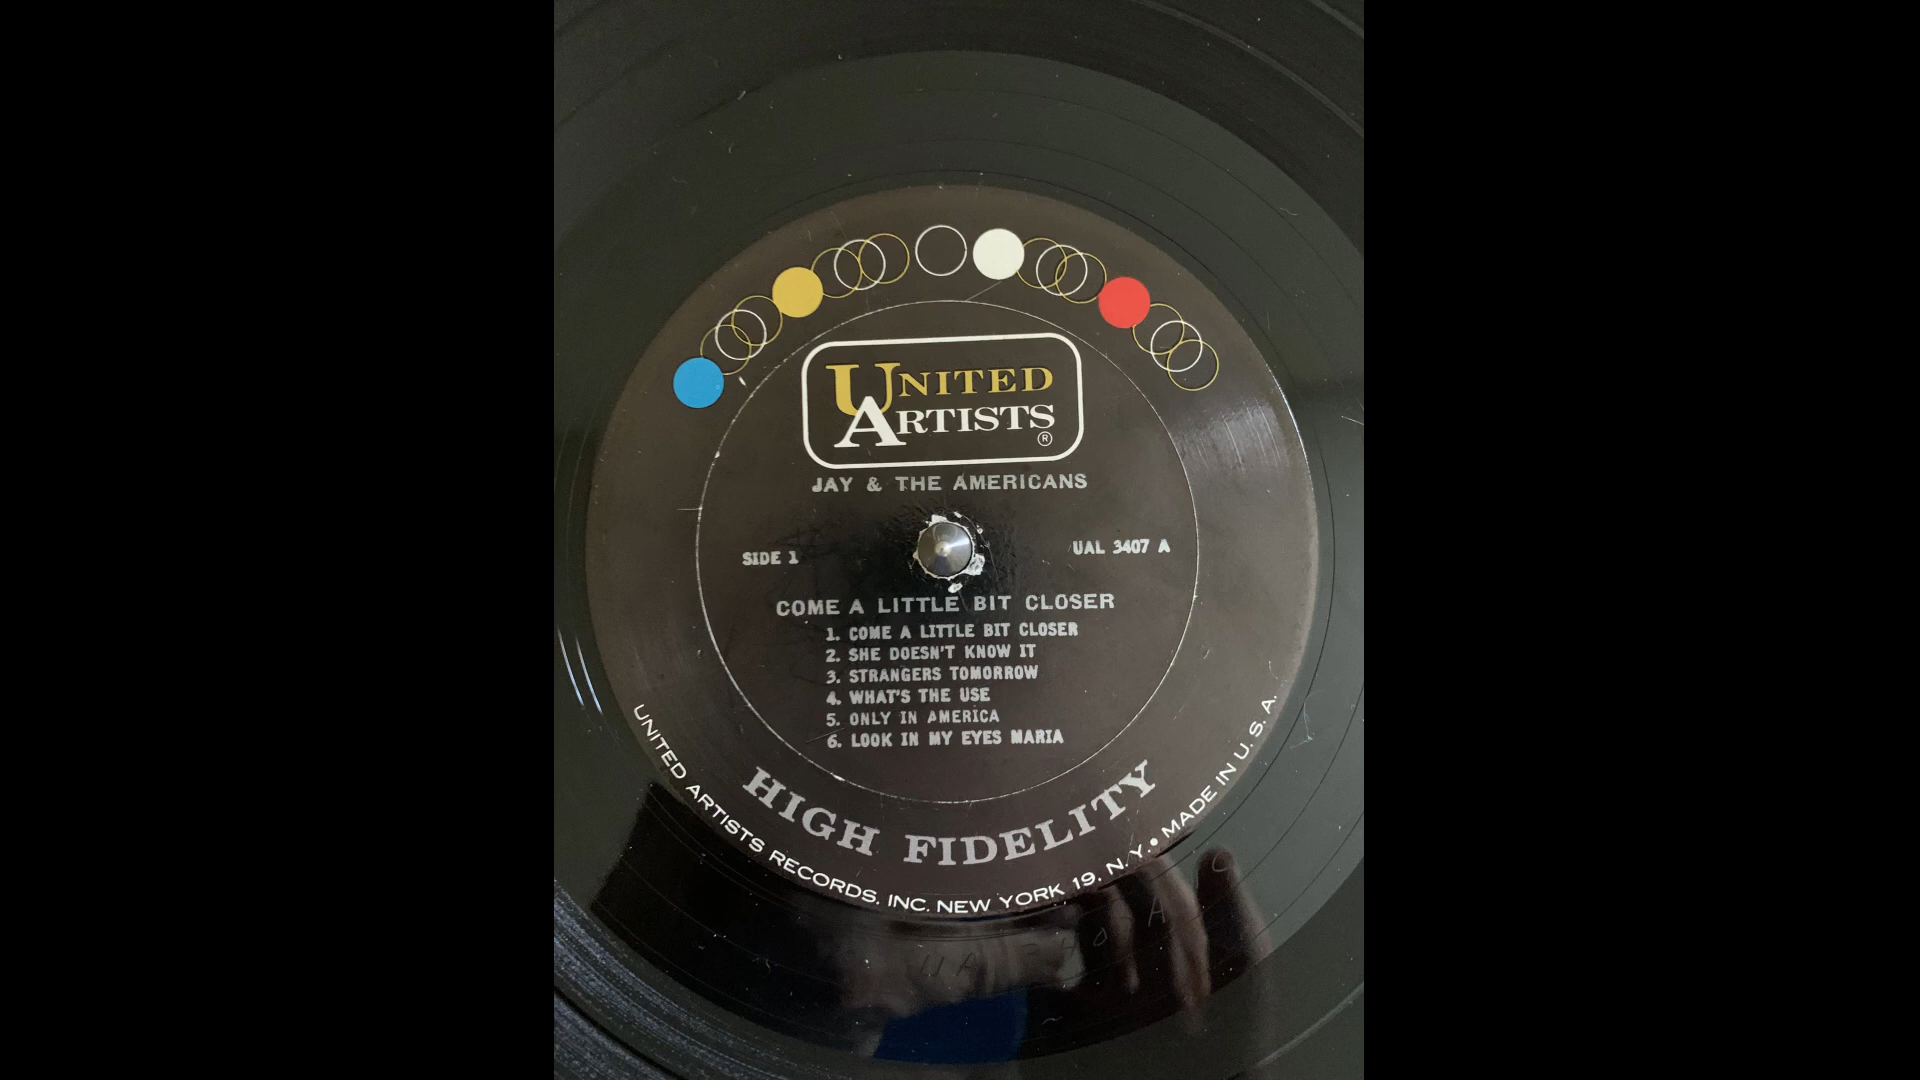 UNITED
ARTISTS
®
JAY & THE AMERICANS
SIDE 1
UAL 3407 A
COME A LITTLE BIT CLOSER
1. COME A LITTLE BIT CLOSER
2. SHE DOESN'T KNOW IT
3. STRANGERS TOMORROW
4. WHAT'S THE USE
5. ONLY IN AMERICA
6. LOOK IN MY EYES MARIA
HIGH FIDELITY
UNITED ARTISTS RECORDS, INC. NEW YORK 19, N.Y. • MADE IN U. S. A.